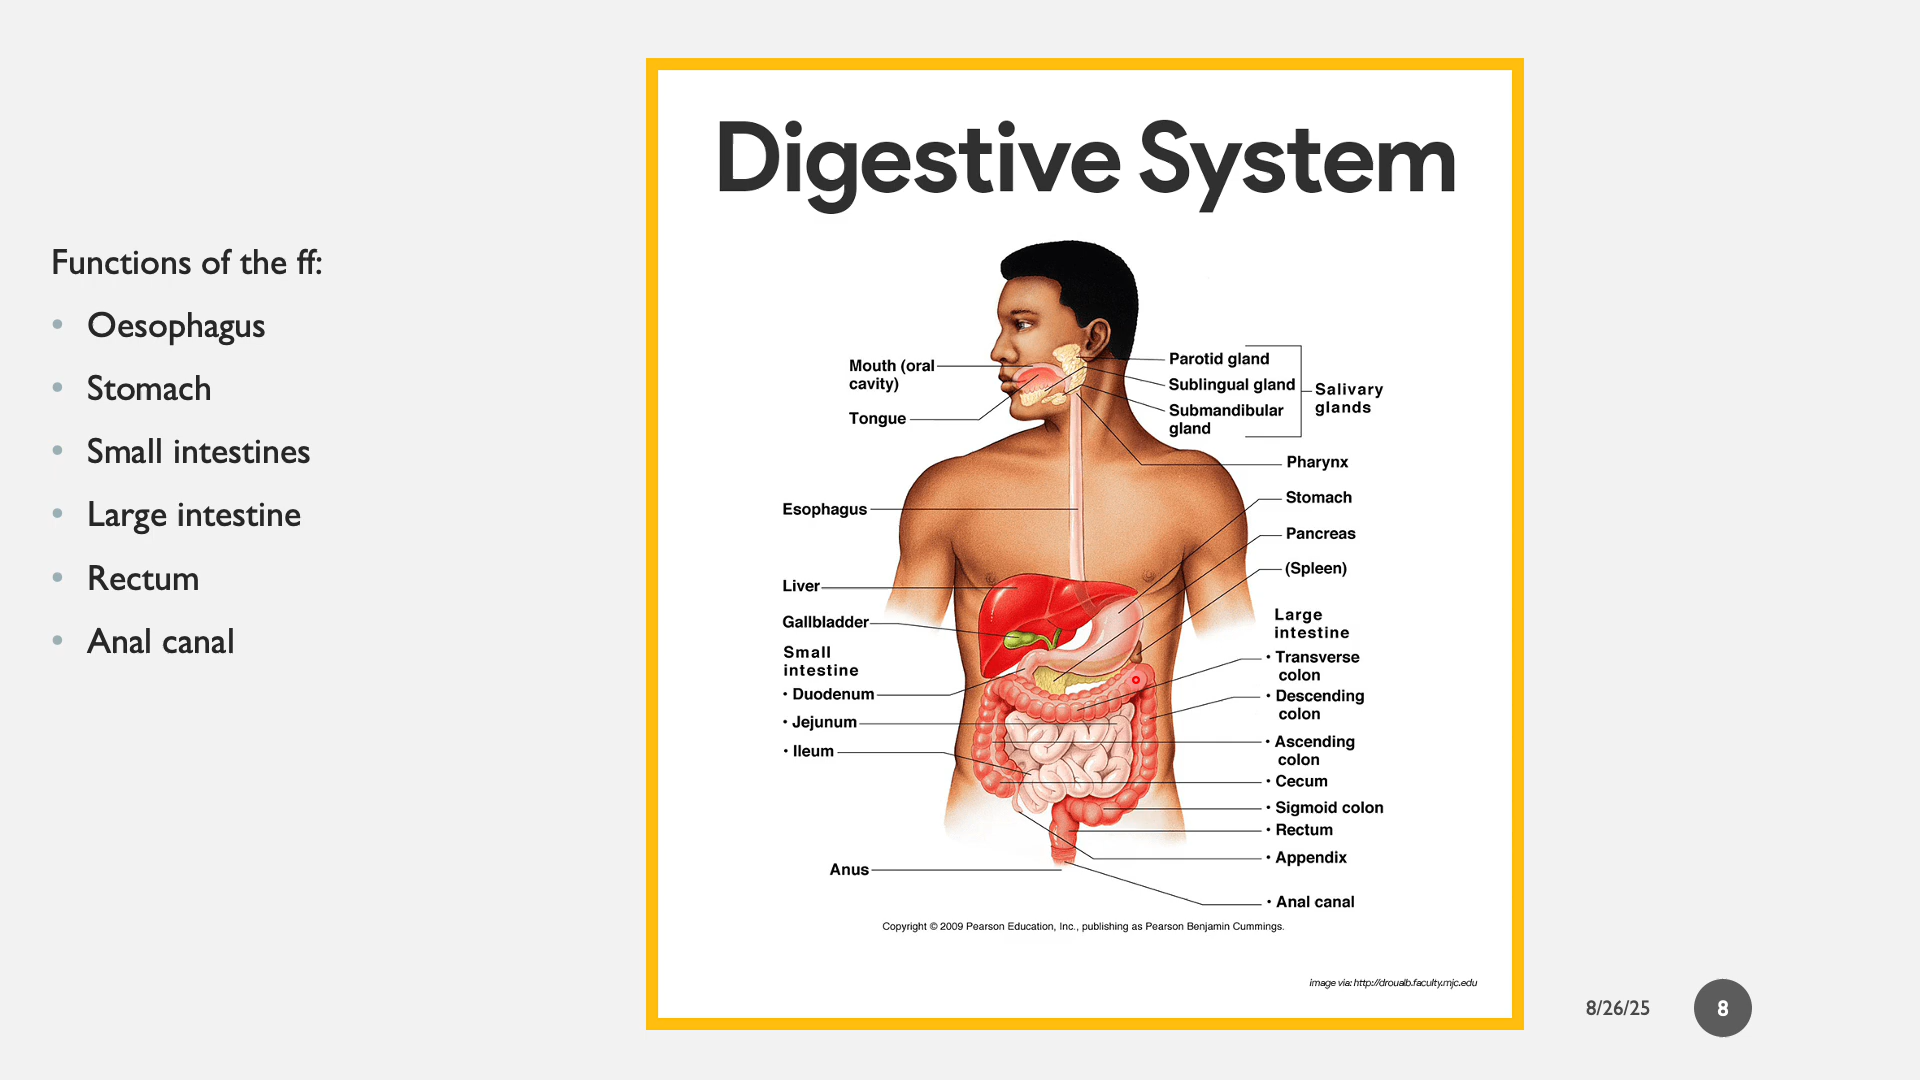 Functions of the ff:
• Oesophagus
• Stomach
• Small intestines
• Large intestine
• Rectum
• Anal canal
Digestive System
Mouth (oral
cavity)
Tongue
Esophagus
Liver
Gallbladder
Small
intestine
• Duodenum
• Jejunum
• Ileum
Anus
Parotid gland
Sublingual gland
Submandibular
gland
Salivary
glands
Pharynx
Stomach
Pancreas
(Spleen)
Large
intestine
• Transverse
colon
• Descending
colon
• Ascending
colon
• Cecum
• Sigmoid colon
• Rectum
• Appendix
• Anal canal
Copyright © 2009 Pearson Education, Inc., publishing as Pearson Benjamin Cummings.
image via: http://droualb.faculty.mjc.edu
8/26/25
8